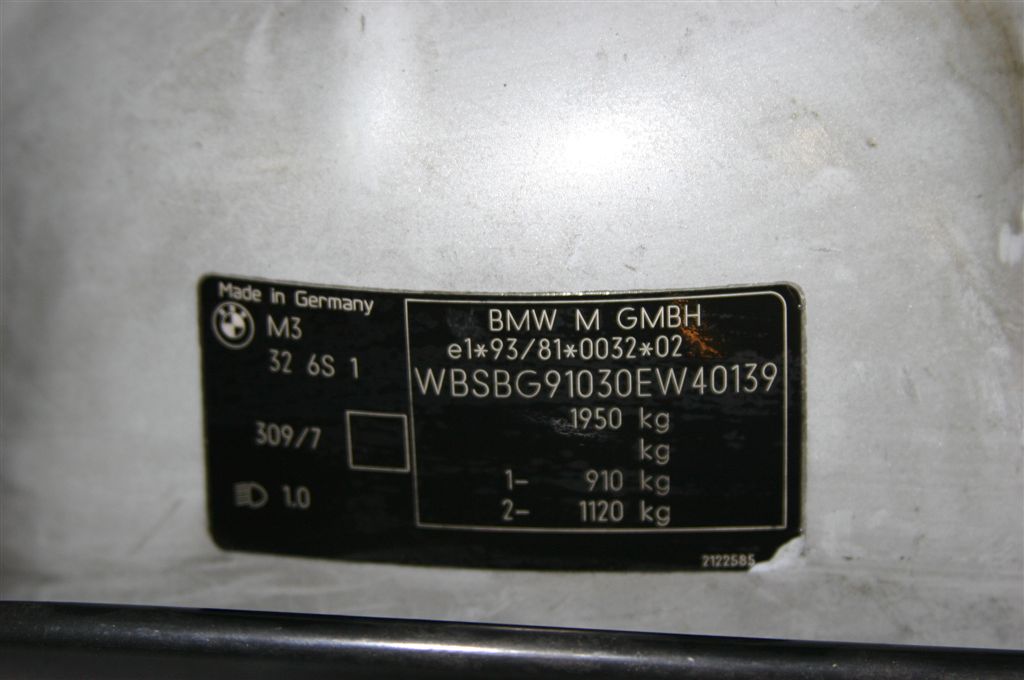 Made in Germany
M3
32 6S 1
309/7
1.0
BMW M GMBH
e1*93/81*0032*02
WBSBG91030EW40139
1950 kg
kg
1- 910 kg
2- 1120 kg
2122585